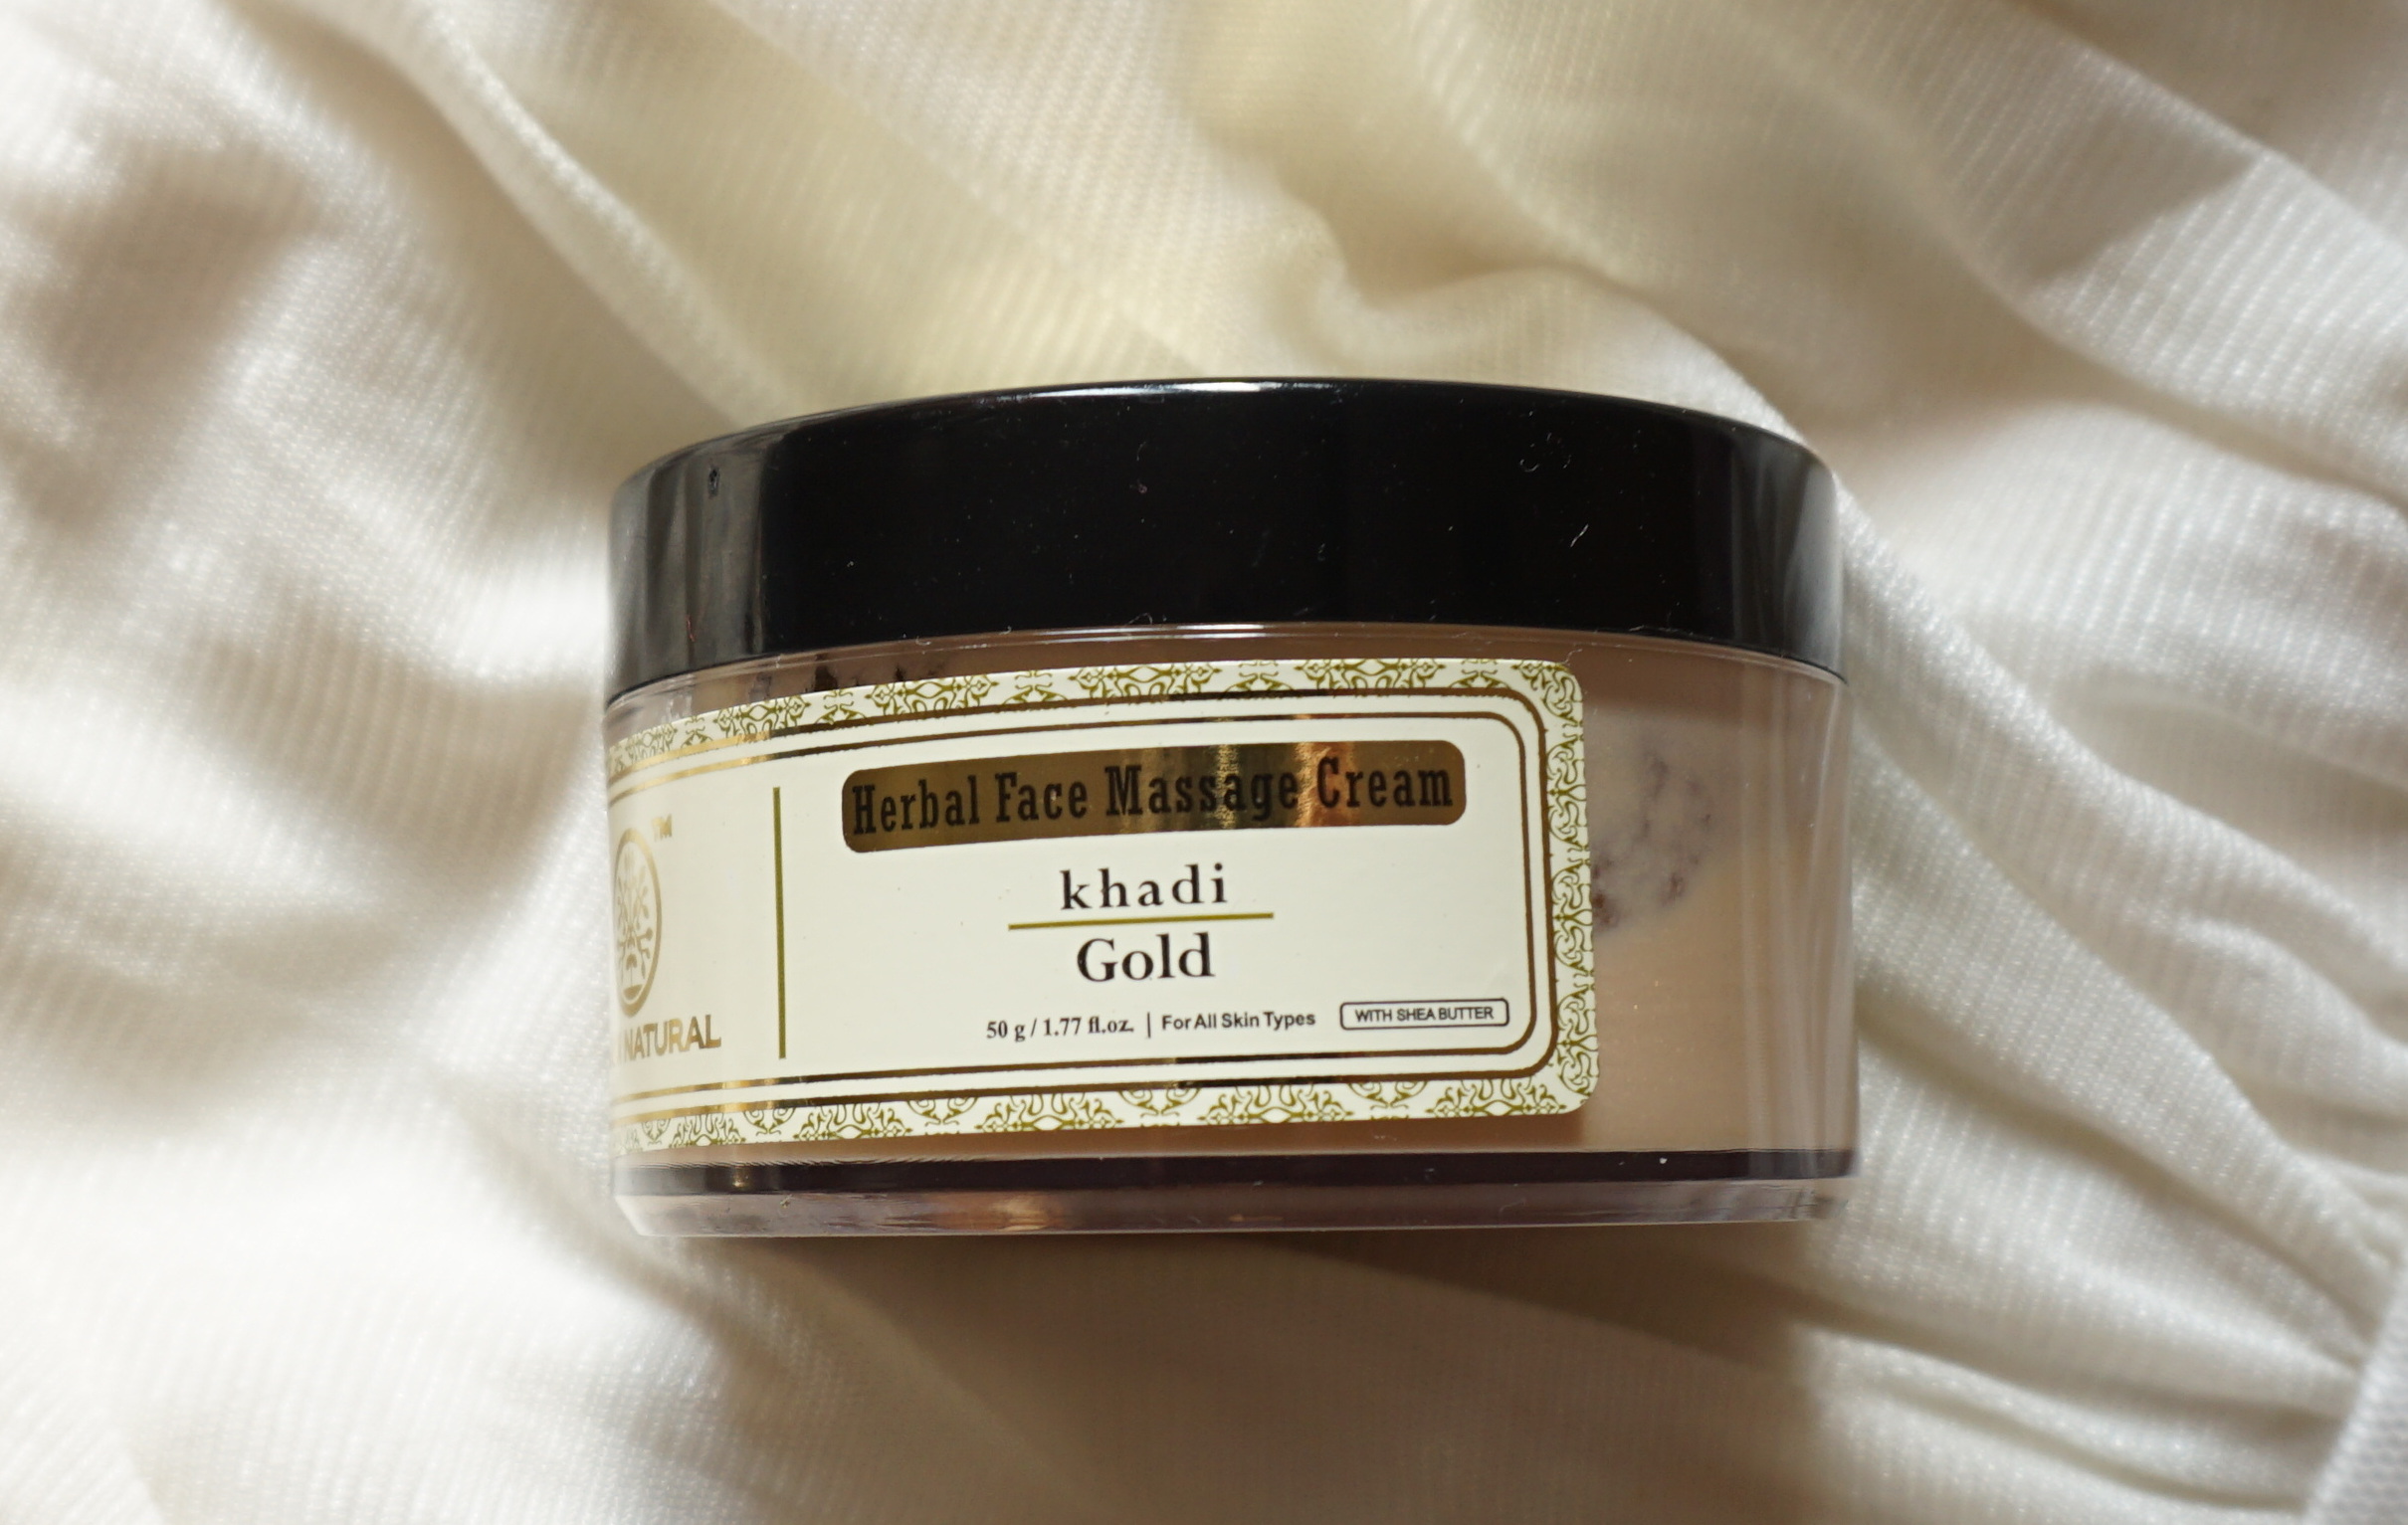 TM
NATURAL
Herbal Face Massage Cream
khadi
Gold
50 g / 1.77 fl.oz. | For All Skin Types
WITH SHEA BUTTER